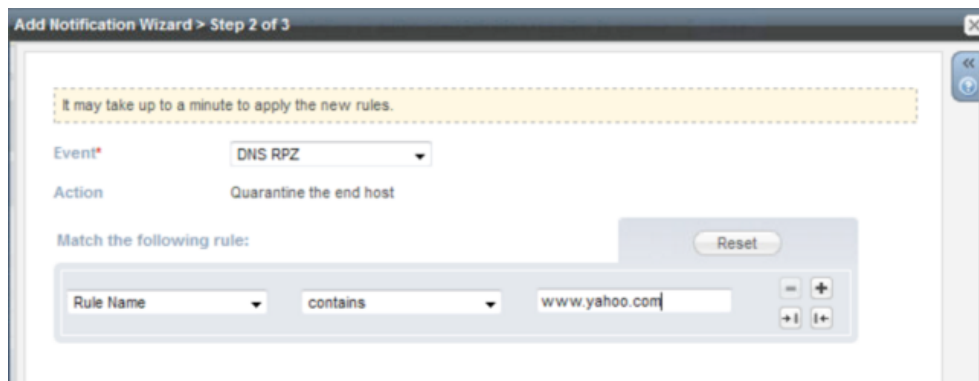 Add Notification Wizard > Step 2 of 3
It may take up to a minute to apply the new rules.
Event* DNS RPZ
Action Quarantine the end host
Match the following rule: Reset
Rule Name contains www.yahoo.com